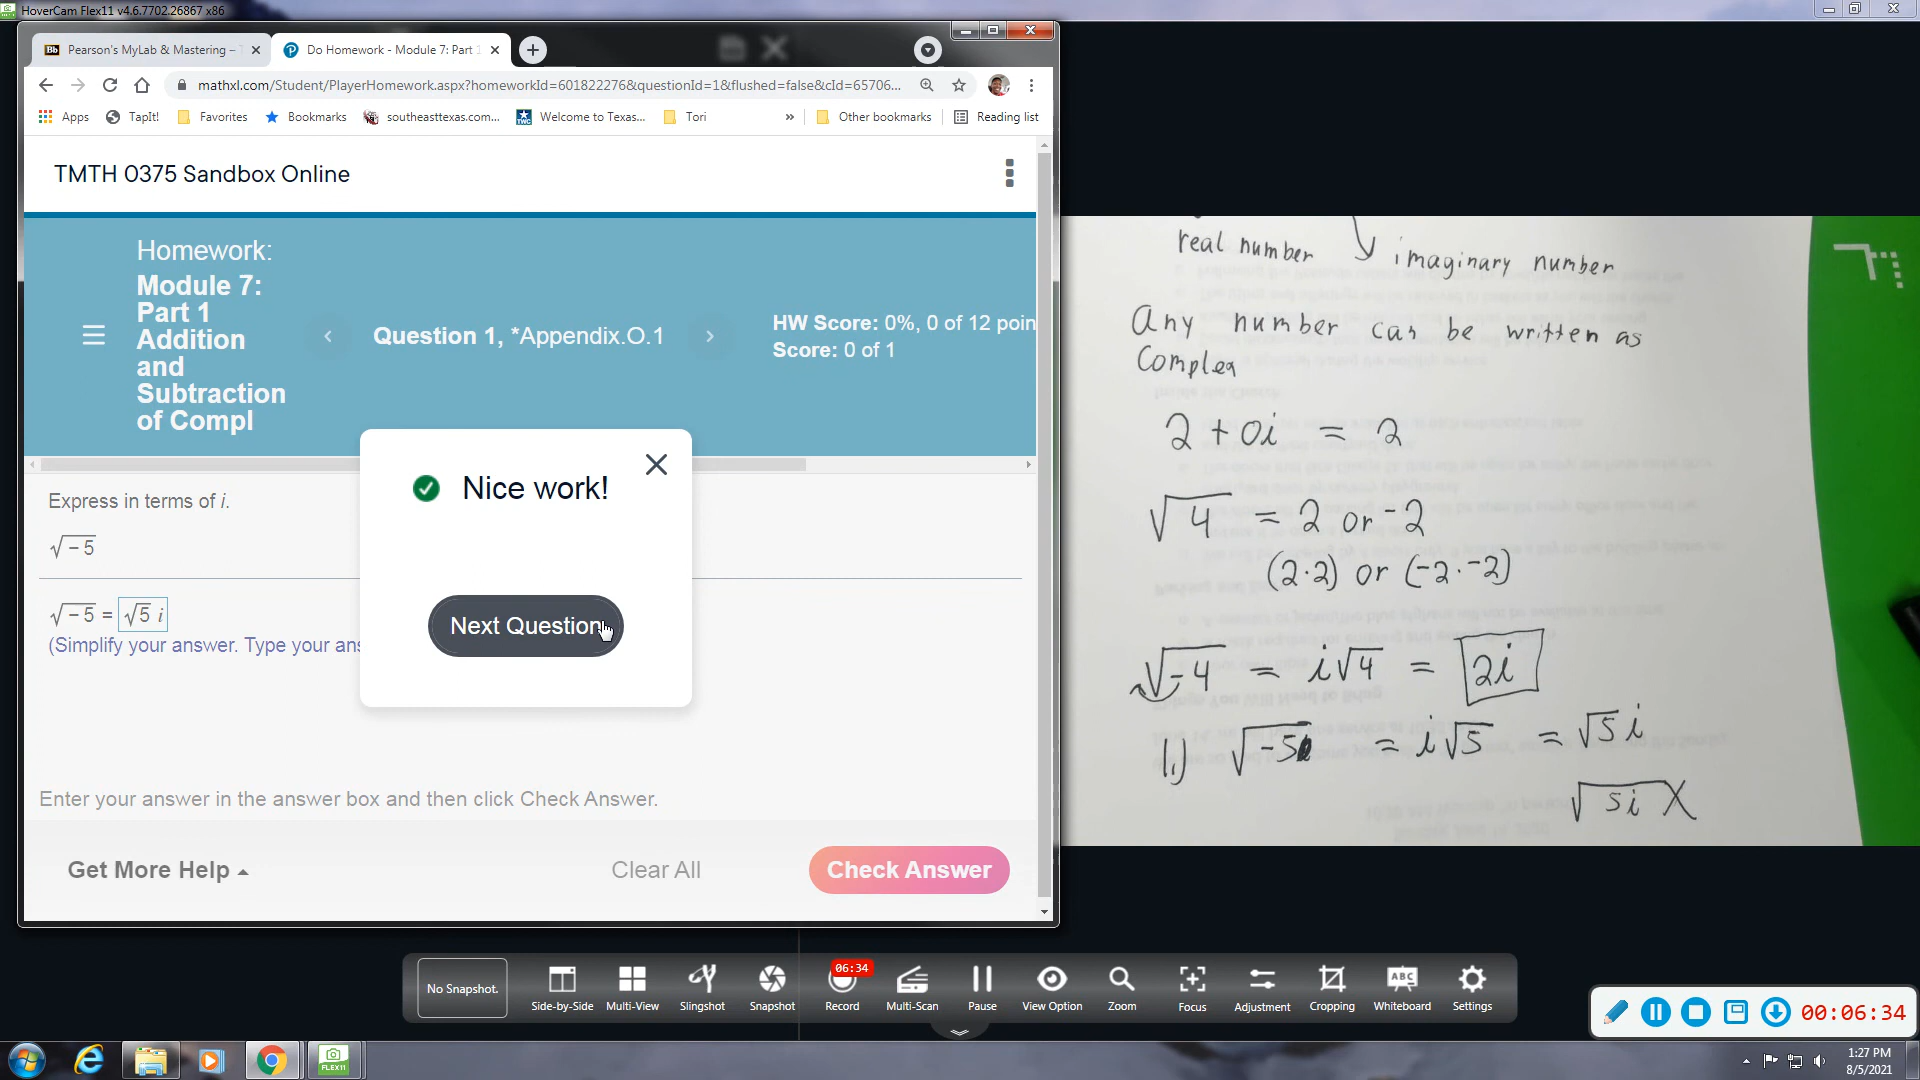 HoverCam Flex11 v4.6.7702.26867 x86
Pearson's MyLab & Mastering –
Do Homework - Module 7: Part 1
mathxl.com/Student/PlayerHomework.aspx?homeworkId=601822276&questionId=1&flushed=false&cId=65706...
Apps TapIt! Favorites Bookmarks southeasttexas.com... Welcome to Texas... Tori » Other bookmarks Reading list
TMTH 0375 Sandbox Online
Homework:
Module 7:
Part 1
Addition
and
Subtraction
of Compl
Question 1, *Appendix.O.1
HW Score: 0%, 0 of 12 poin
Score: 0 of 1
Nice work!
Next Question
Express in terms of i.
√−5
√−5 = √5 i
(Simplify your answer. Type your ans
Enter your answer in the answer box and then click Check Answer.
Get More Help
Clear All
Check Answer
real number imaginary number
Any number can be written as
Complex
2 + 0i = 2
√4 = 2 or -2
(2·2) or (-2·-2)
√-4 = i√4 = 2i
1.) √-5 = i√5 = √5 i
√5i X
No Snapshot.
Side-by-Side Multi-View Slingshot Snapshot Record Multi-Scan Pause View Option Zoom Focus Adjustment Cropping Whiteboard Settings
06:34
ABC
00:06:34
FLEX11
1:27 PM
8/5/2021